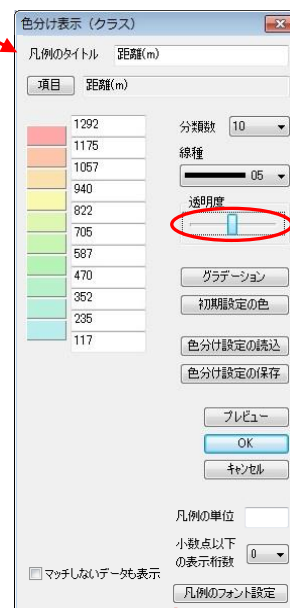 色分け表示（クラス）
凡例のタイトル 距離(m)
項目 距離(m)
1292
1175
1057
940
822
705
587
470
352
235
117
分類数 10
線種
05
透明度
グラデーション
初期設定の色
色分け設定の読込
色分け設定の保存
プレビュー
OK
キャンセル
凡例の単位
小数点以下
の表示桁数 0
マッチしないデータも表示
凡例のフォント設定